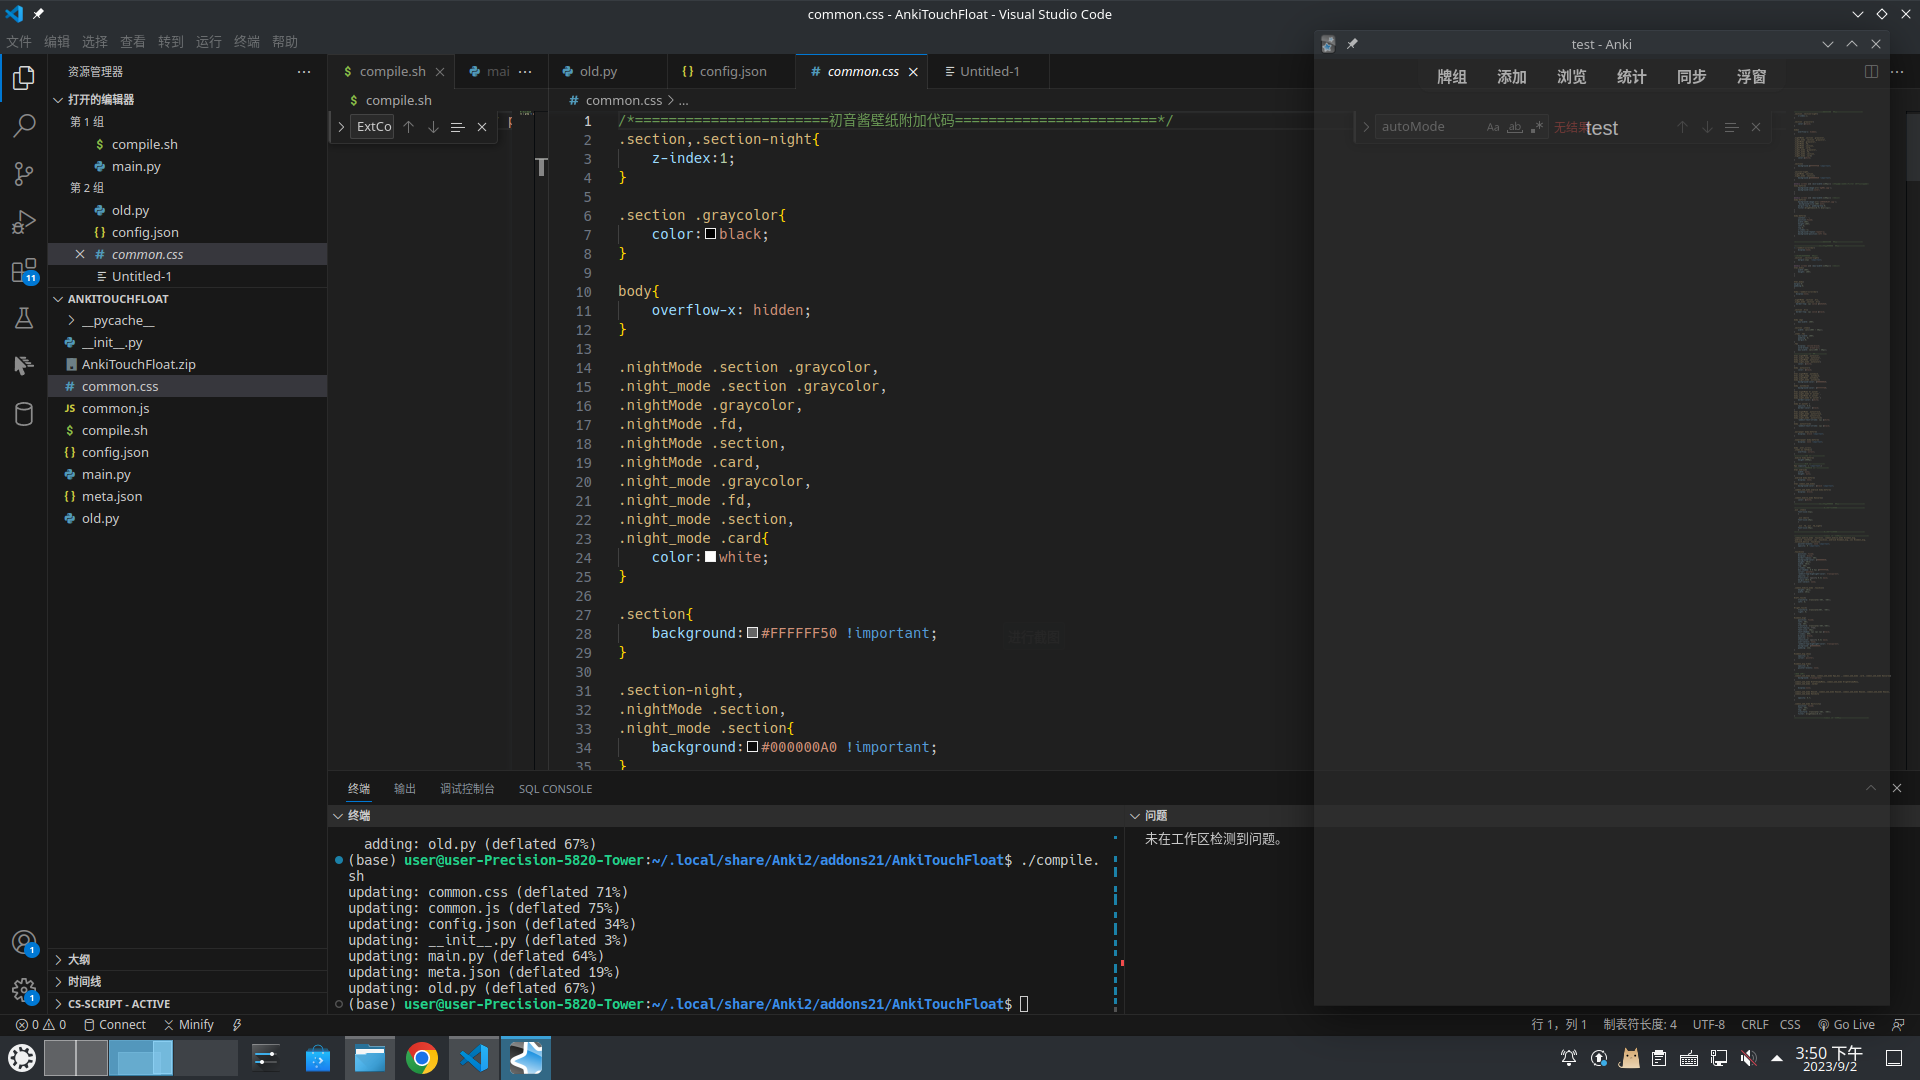 common.css - AnkiTouchFloat - Visual Studio Code
文件 编辑 选择 查看 转到 运行 终端 帮助
资源管理器
打开的编辑器
第 1 组
compile.sh
main.py
第 2 组
old.py
config.json
common.css
Untitled-1
ANKITOUCHFLOAT
__pycache__
__init__.py
AnkiTouchFloat.zip
common.css
common.js
compile.sh
config.json
main.py
meta.json
old.py
大纲
时间线
CS-SCRIPT - ACTIVE
11
1
1
compile.sh
mai
old.py
config.json
common.css
Untitled-1
compile.sh
common.css > ...
ExtCo
1 /*=======================初音酱壁纸附加代码========================*/
2 .section,.section-night{
3 z-index:1;
4 }
5
6 .section .graycolor{
7 color:black;
8 }
9
10 body{
11 overflow-x: hidden;
12 }
13
14 .nightMode .section .graycolor,
15 .night_mode .section .graycolor,
16 .nightMode .graycolor,
17 .nightMode .fd,
18 .nightMode .section,
19 .nightMode .card,
20 .night_mode .graycolor,
21 .night_mode .fd,
22 .night_mode .section,
23 .night_mode .card{
24 color:white;
25 }
26
27 .section{
28 background:#FFFFFF50 !important;
29 }
30
31 .section-night,
32 .nightMode .section,
33 .night_mode .section{
34 background:#000000A0 !important;
35 }
test - Anki
牌组 添加 浏览 统计 同步 浮窗
autoMode Aa ab .* 无结果
test
终端 输出 调试控制台 SQL CONSOLE
终端
adding: old.py (deflated 67%)
(base) user@user-Precision-5820-Tower:~/.local/share/Anki2/addons21/AnkiTouchFloat$ ./compile.
sh
updating: common.css (deflated 71%)
updating: common.js (deflated 75%)
updating: config.json (deflated 34%)
updating: __init__.py (deflated 3%)
updating: main.py (deflated 64%)
updating: meta.json (deflated 19%)
updating: old.py (deflated 67%)
(base) user@user-Precision-5820-Tower:~/.local/share/Anki2/addons21/AnkiTouchFloat$
问题
未在工作区检测到问题。
0 0 Connect Minify
行 1，列 1 制表符长度: 4 UTF-8 CRLF CSS Go Live
3:50 下午
2023/9/2